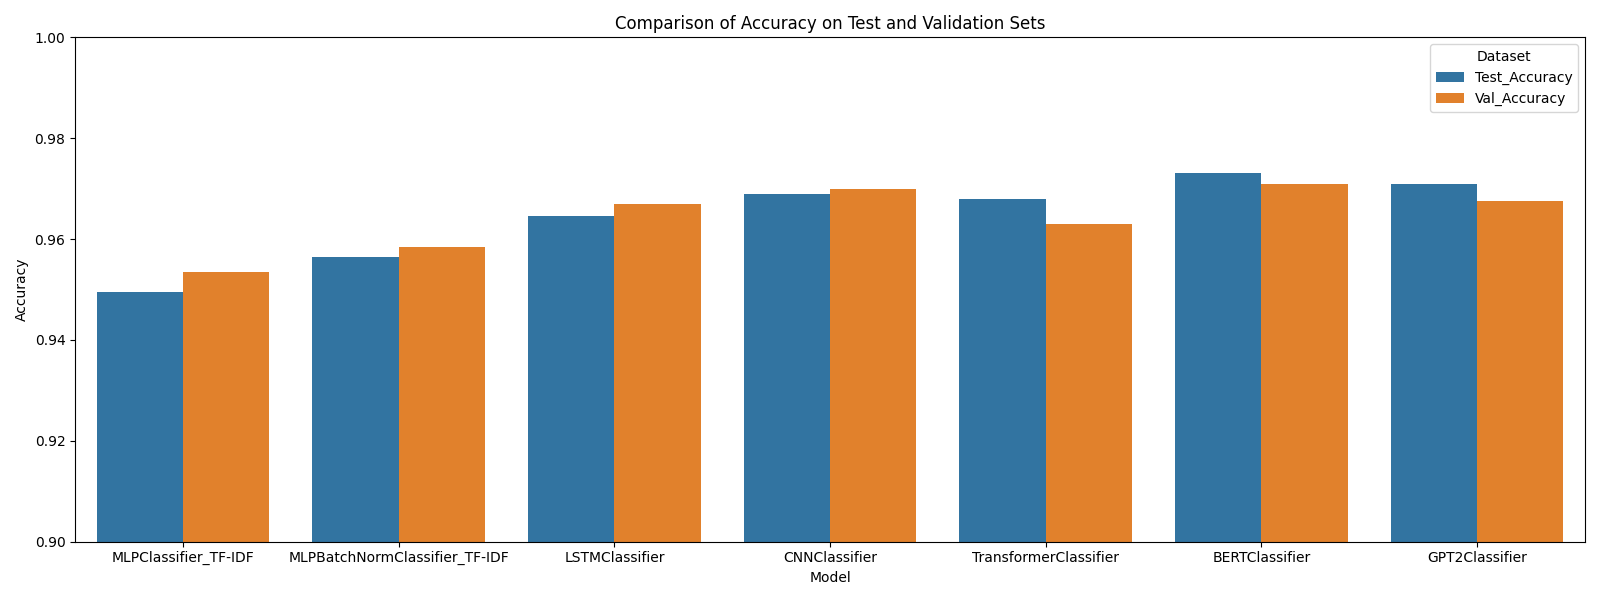 Comparison of Accuracy on Test and Validation Sets
1.00
0.98
0.96
0.94
0.92
0.90
Accuracy
Dataset
Test_Accuracy
Val_Accuracy
MLPClassifier_TF-IDF
MLPBatchNormClassifier_TF-IDF
LSTMClassifier
CNNClassifier
TransformerClassifier
BERTClassifier
GPT2Classifier
Model